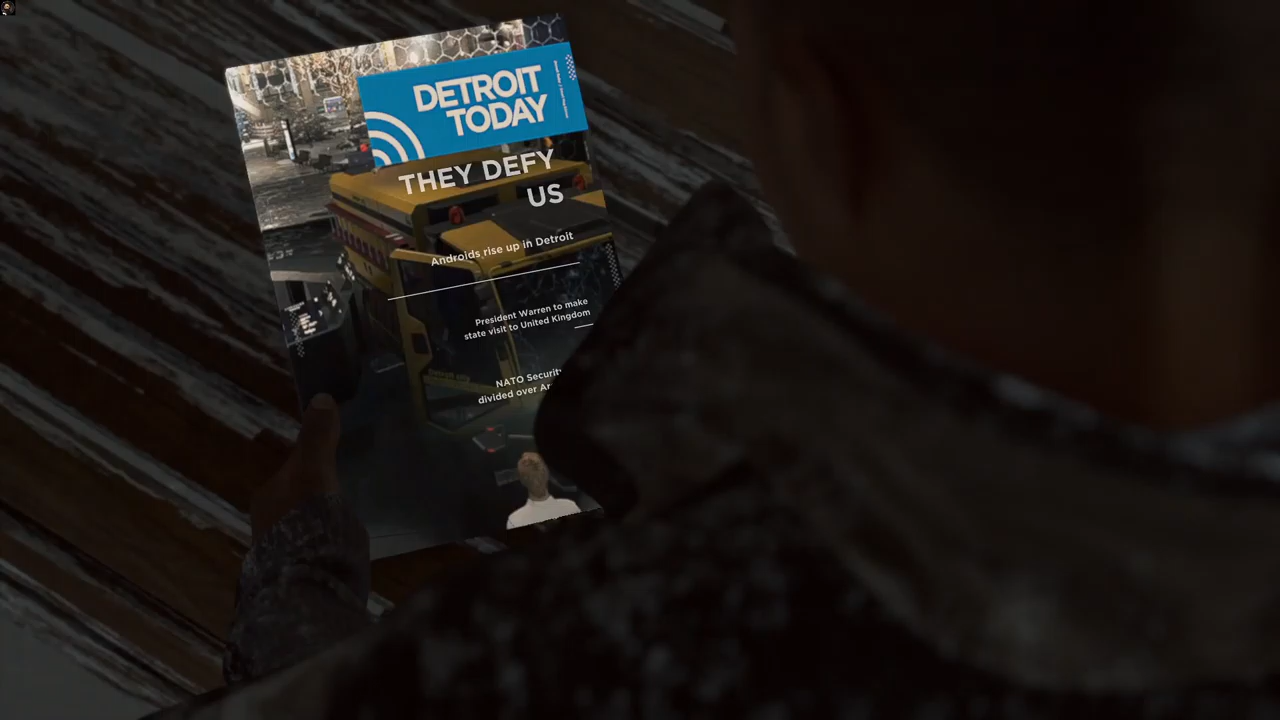 DETROIT
TODAY
THEY DEFY
US
Androids rise up in Detroit
President Warren to make
state visit to United Kingdom
NATO Security
divided over